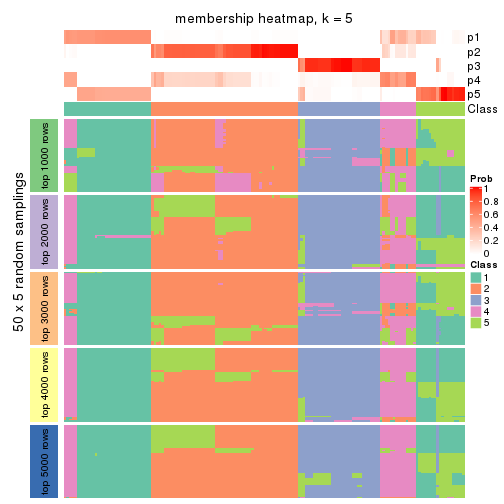 membership heatmap, k = 5
p1
p2
p3
p4
p5
Class
50 x 5 random samplings
top 1000 rows
top 2000 rows
top 3000 rows
top 4000 rows
top 5000 rows
Prob
1
0.8
0.6
0.4
0.2
0
Class
1
2
3
4
5